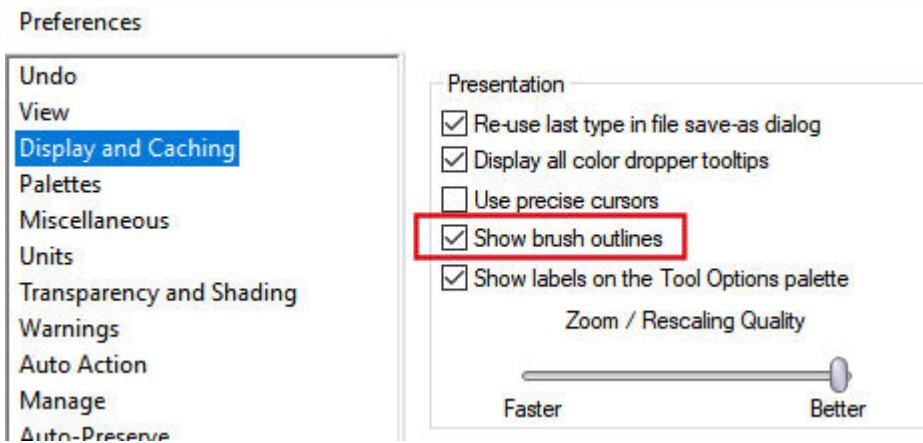 Preferences
Undo
View
Display and Caching
Palettes
Miscellaneous
Units
Transparency and Shading
Warnings
Auto Action
Manage
Auto-Preserve
Presentation
Re-use last type in file save-as dialog
Display all color dropper tooltips
Use precise cursors
Show brush outlines
Show labels on the Tool Options palette
Zoom / Rescaling Quality
Faster
Better